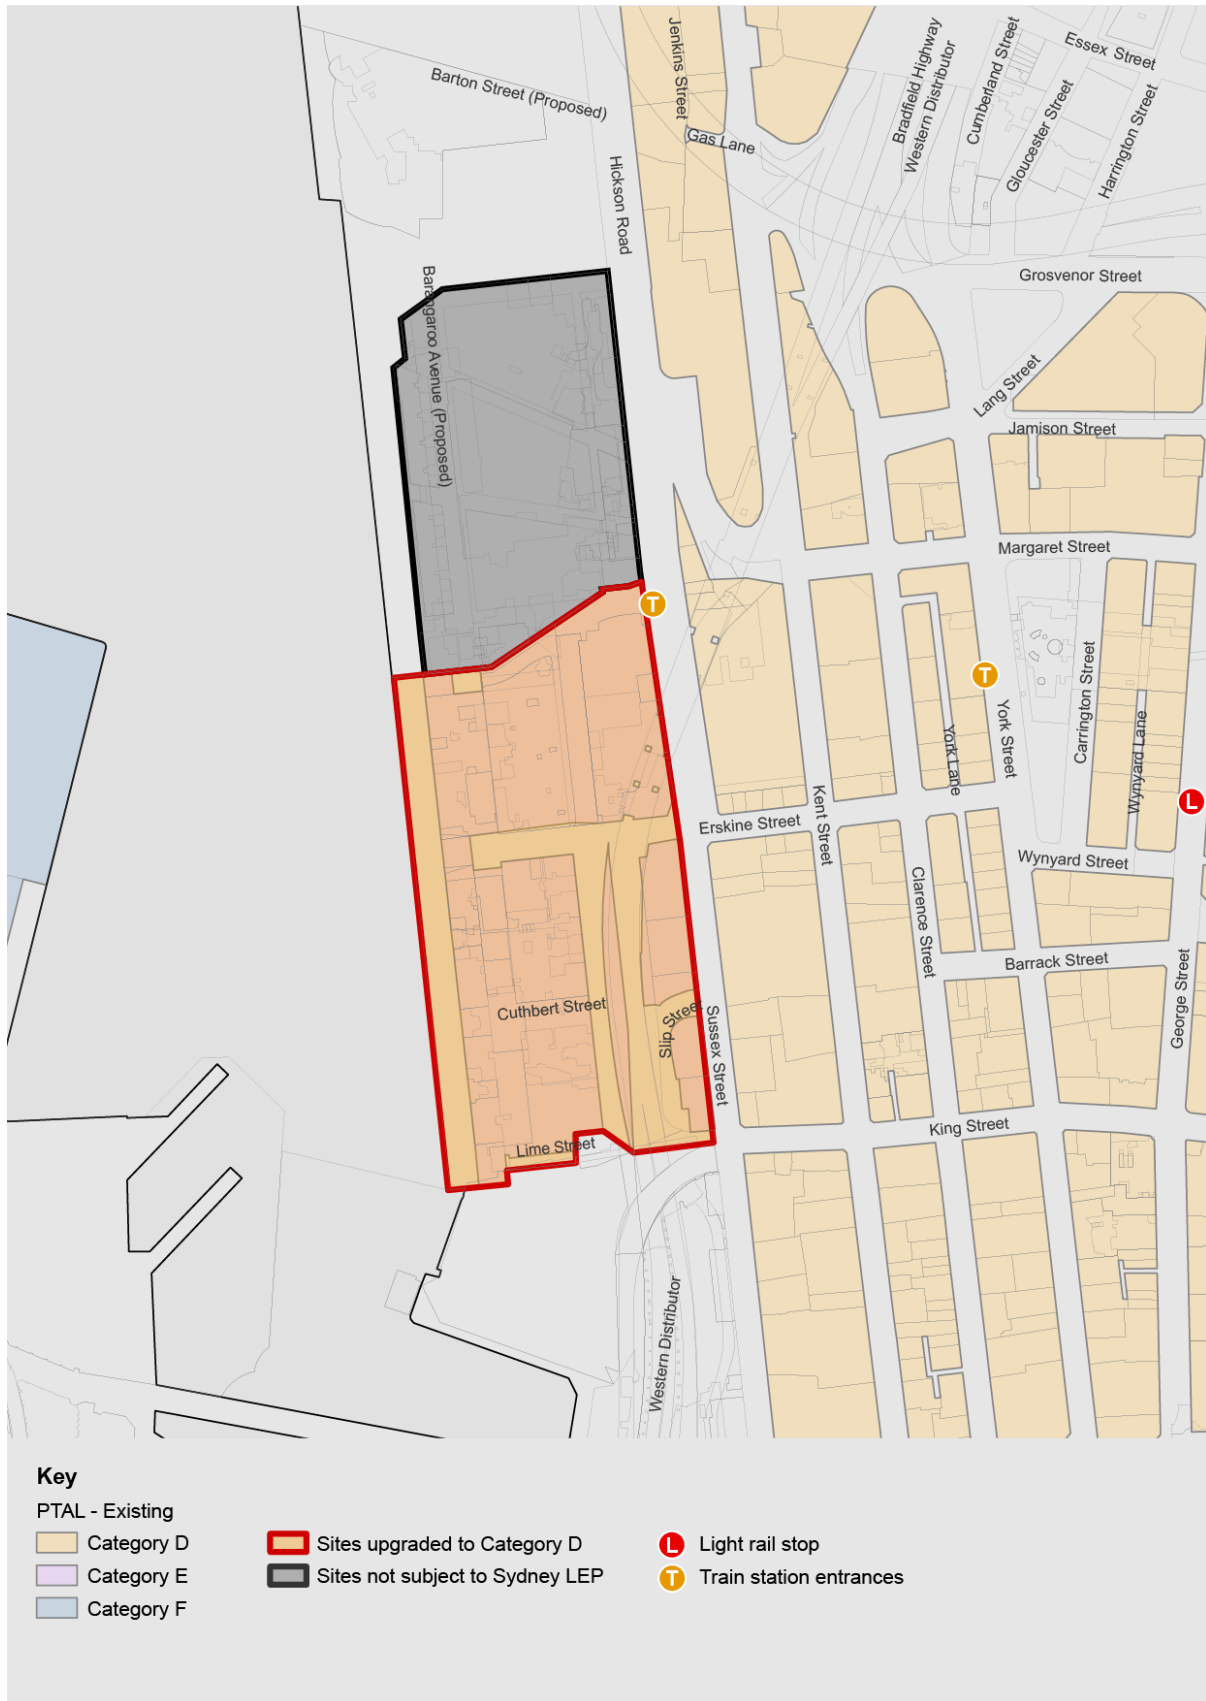 Jenkins Street
Bradfield Highway
Western Distributor
Cumberland Street
Essex Street
Gloucester Street
Harrington Street
Barton Street (Proposed)
Gas Lane
Hickson Road
Grosvenor Street
Barangaroo Avenue (Proposed)
Lang Street
Jamison Street
Margaret Street
T
T
York Street
Carrington Street
Wynyard Lane
York Lane
L
Kent Street
Erskine Street
Wynyard Street
Clarence Street
Barrack Street
George Street
Cuthbert Street
Slip Street
Sussex Street
King Street
Lime Street
Western Distributor
Key
PTAL - Existing
Category D
Category E
Category F
Sites upgraded to Category D
Sites not subject to Sydney LEP
L Light rail stop
T Train station entrances